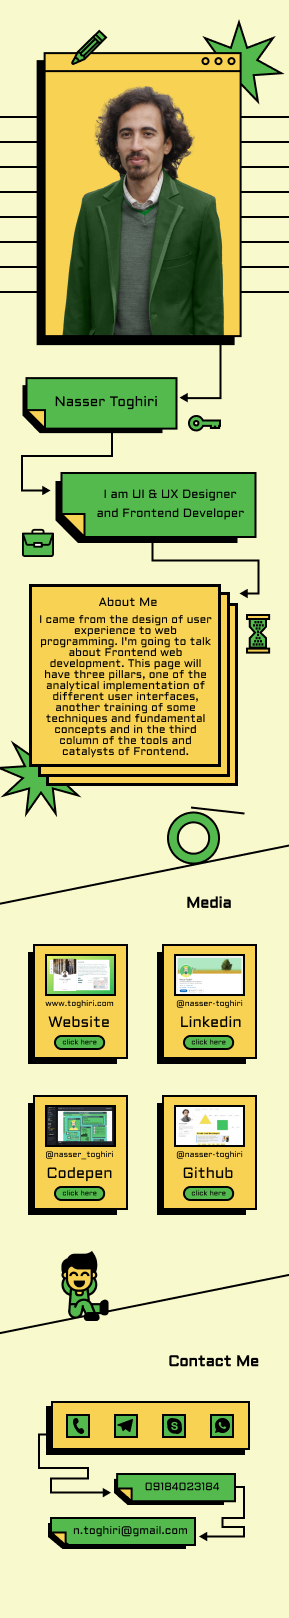 Nasser Toghiri
I am UI & UX Designer
and Frontend Developer
About Me
I came from the design of user
experience to web
programming. I'm going to talk
about Frontend web
development. This page will
have three pillars, one of the
analytical implementation of
different user interfaces,
another training of some
techniques and fundamental
concepts and in the third
column of the tools and
catalysts of Frontend.
Media
www.toghiri.com
Website
click here
@nasser-toghiri
Linkedin
click here
@nasser_toghiri
Codepen
click here
@nasser-toghiri
Github
click here
Contact Me
09184023184
n.toghiri@gmail.com